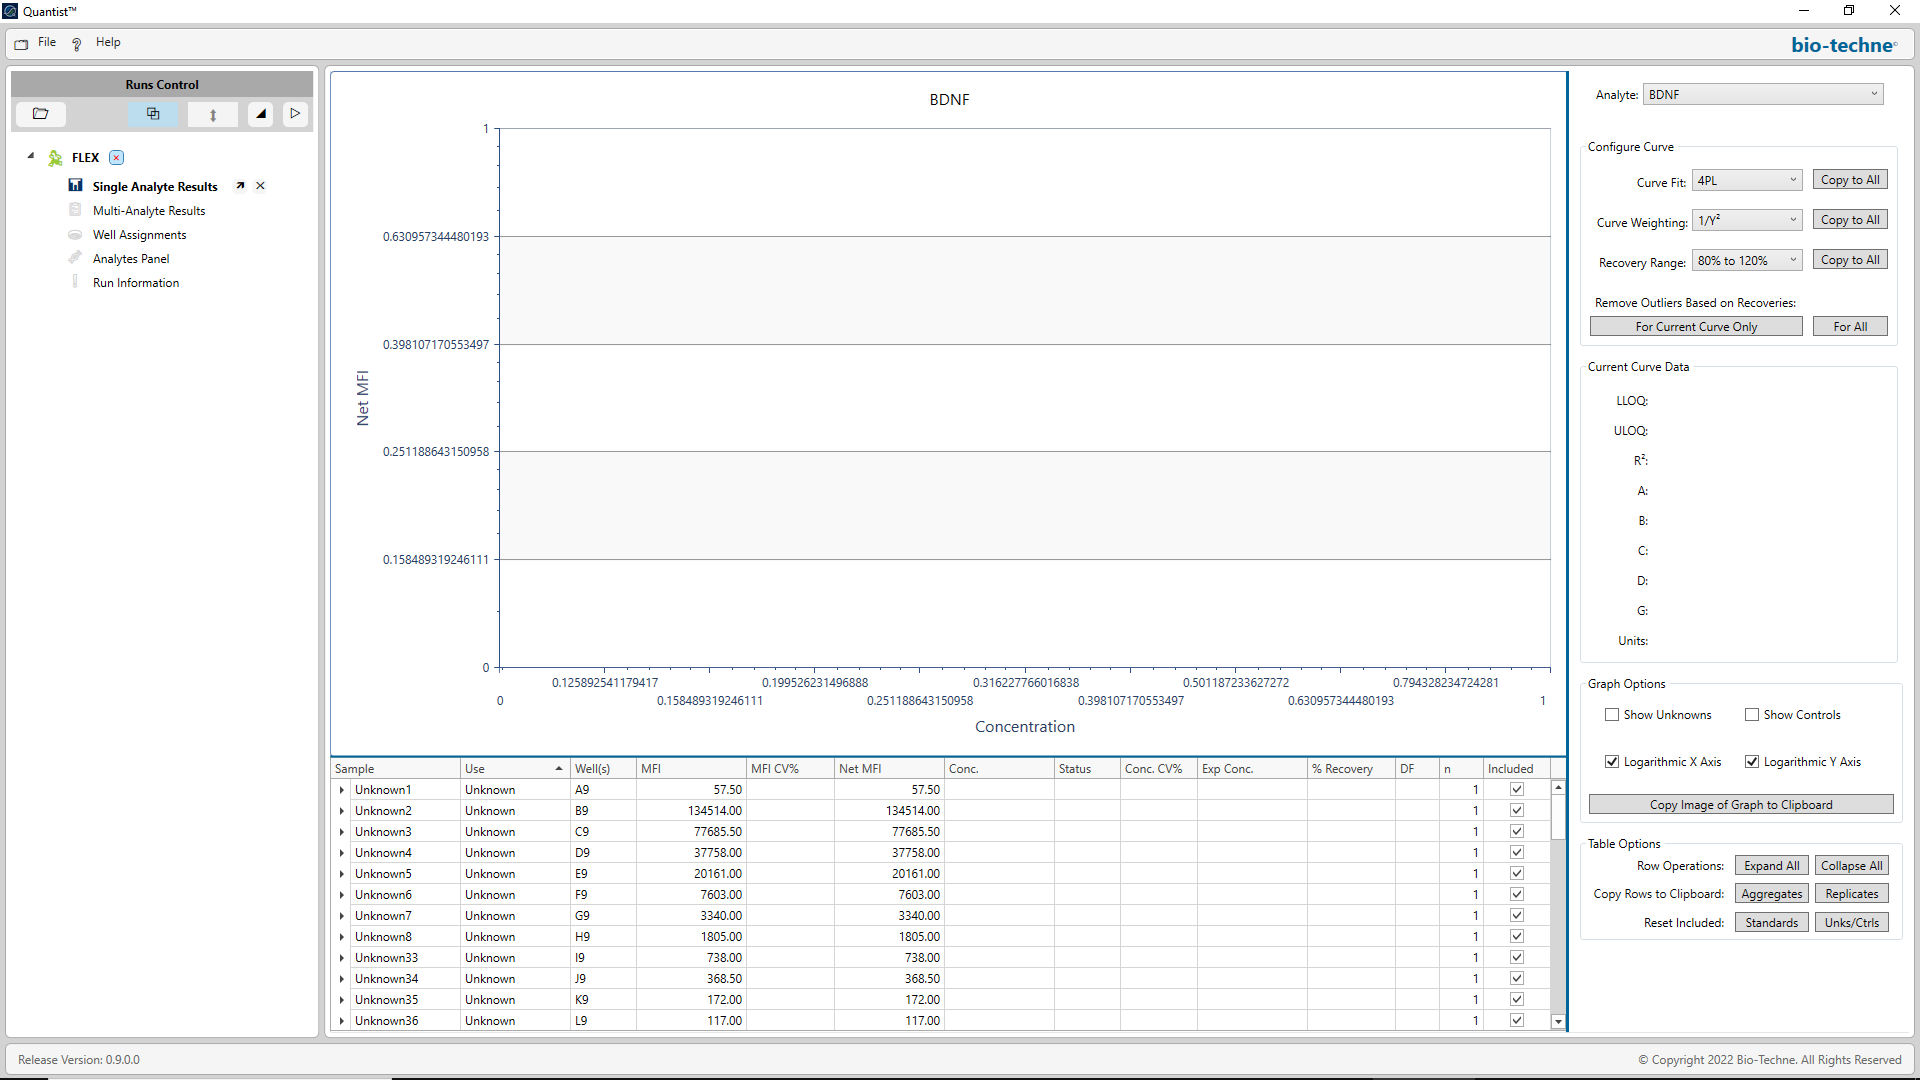 Quantist™
File
Help
bio-techne
Runs Control
FLEX
Single Analyte Results
Multi-Analyte Results
Well Assignments
Analytes Panel
Run Information
BDNF
1
0.630957344480193
0.398107170553497
0.251188643150958
0.158489319246111
0
Net MFI
0.125892541179417 0.199526231496888 0.316227766016838 0.501187233627272 0.794328234724281
0 0.158489319246111 0.251188643150958 0.398107170553497 0.630957344480193 1
Concentration
Sample Use Well(s) MFI MFI CV% Net MFI Conc. Status Conc. CV% Exp Conc. % Recovery DF n Included
Unknown1 Unknown A9 57.50 57.50 1
Unknown2 Unknown B9 134514.00 134514.00 1
Unknown3 Unknown C9 77685.50 77685.50 1
Unknown4 Unknown D9 37758.00 37758.00 1
Unknown5 Unknown E9 20161.00 20161.00 1
Unknown6 Unknown F9 7603.00 7603.00 1
Unknown7 Unknown G9 3340.00 3340.00 1
Unknown8 Unknown H9 1805.00 1805.00 1
Unknown33 Unknown I9 738.00 738.00 1
Unknown34 Unknown J9 368.50 368.50 1
Unknown35 Unknown K9 172.00 172.00 1
Unknown36 Unknown L9 117.00 117.00 1
Analyte: BDNF
Configure Curve
Curve Fit: 4PL Copy to All
Curve Weighting: 1/Y² Copy to All
Recovery Range: 80% to 120% Copy to All
Remove Outliers Based on Recoveries:
For Current Curve Only For All
Current Curve Data
LLOQ:
ULOQ:
R²:
A:
B:
C:
D:
G:
Units:
Graph Options
Show Unknowns Show Controls
Logarithmic X Axis Logarithmic Y Axis
Copy Image of Graph to Clipboard
Table Options
Row Operations: Expand All Collapse All
Copy Rows to Clipboard: Aggregates Replicates
Reset Included: Standards Unks/Ctrls
Release Version: 0.9.0.0
© Copyright 2022 Bio-Techne. All Rights Reserved